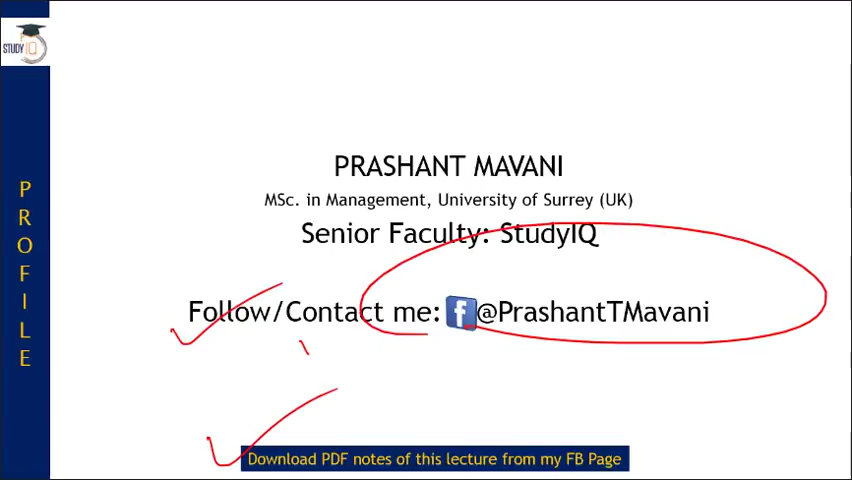 STUDY IQ
PROFILE
PRASHANT MAVANI
MSc. in Management, University of Surrey (UK)
Senior Faculty: StudyIQ
Follow/Contact me: @PrashantTMavani
Download PDF notes of this lecture from my FB Page